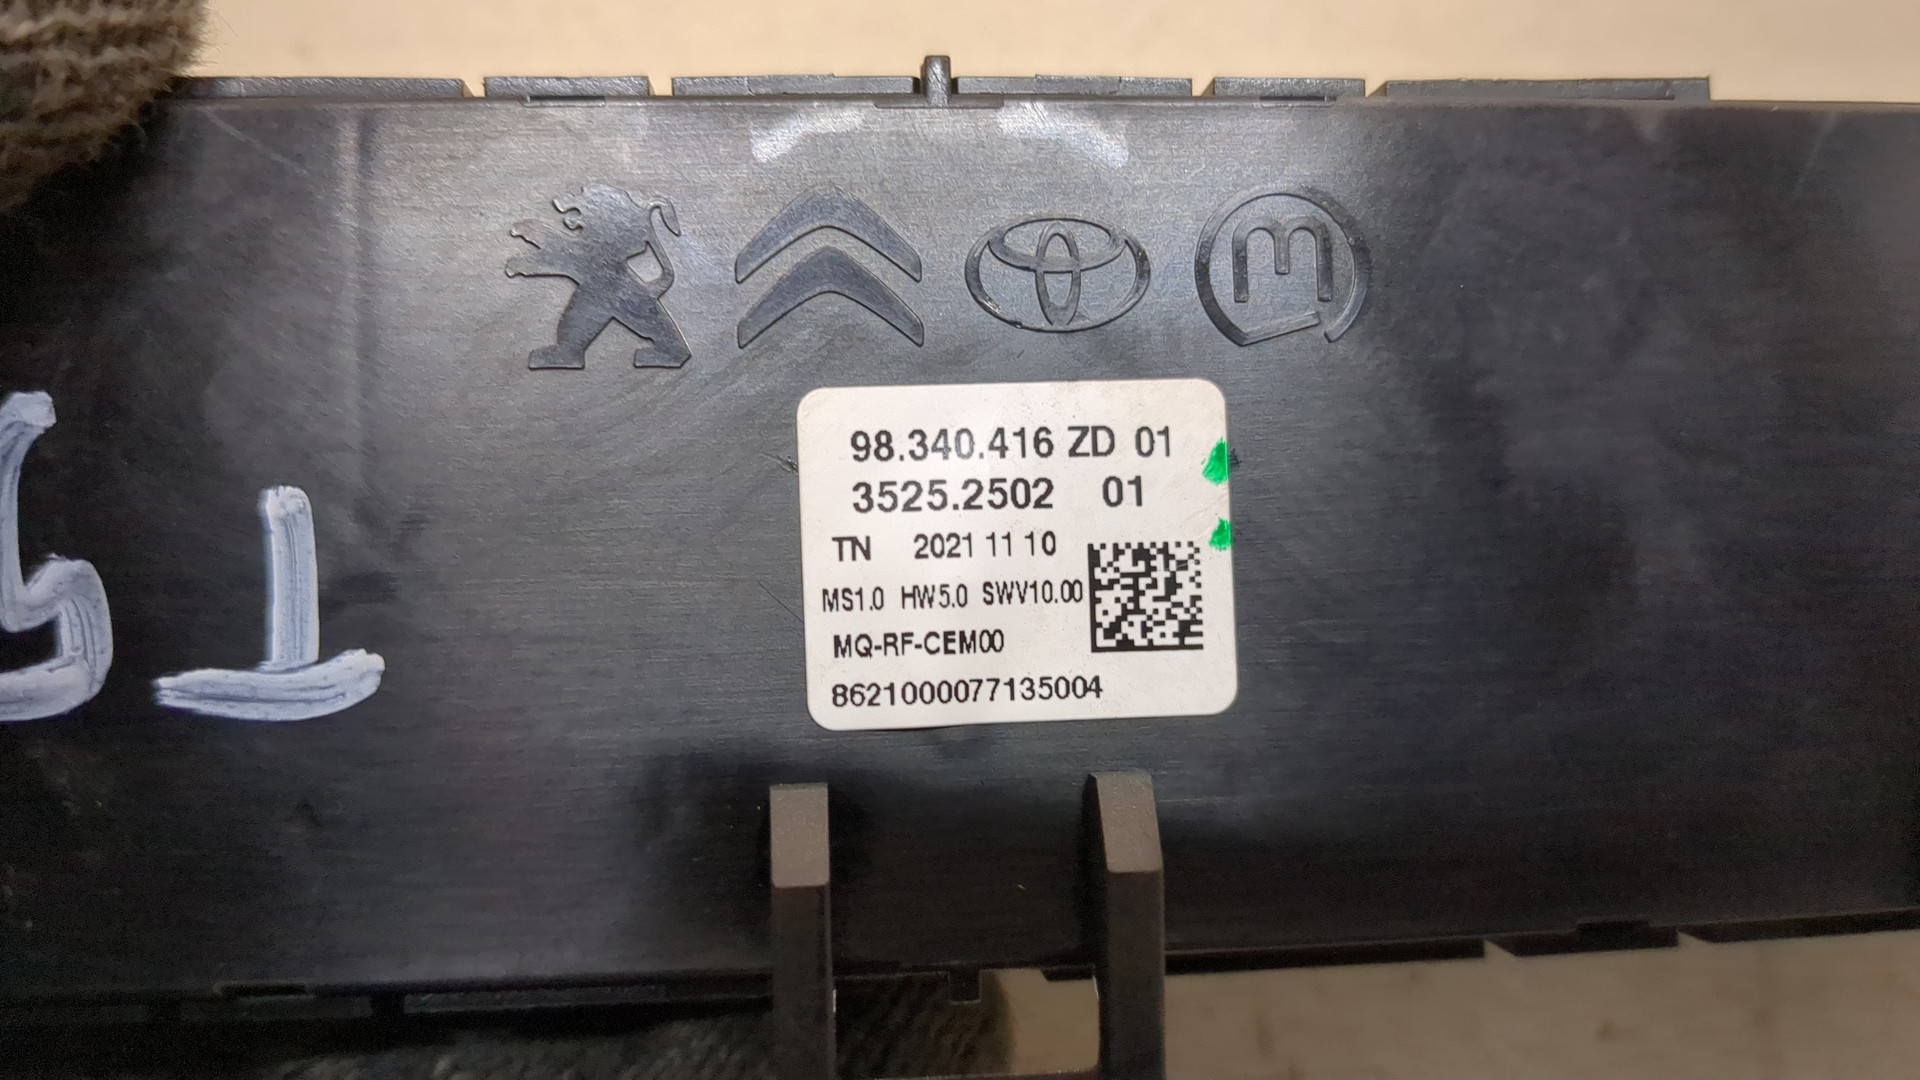 98.340.416 ZD 01
3525.2502 01
TN 2021 11 10
MS1.0 HW5.0 SWV10.00
MQ-RF-CEM00
8621000077135004